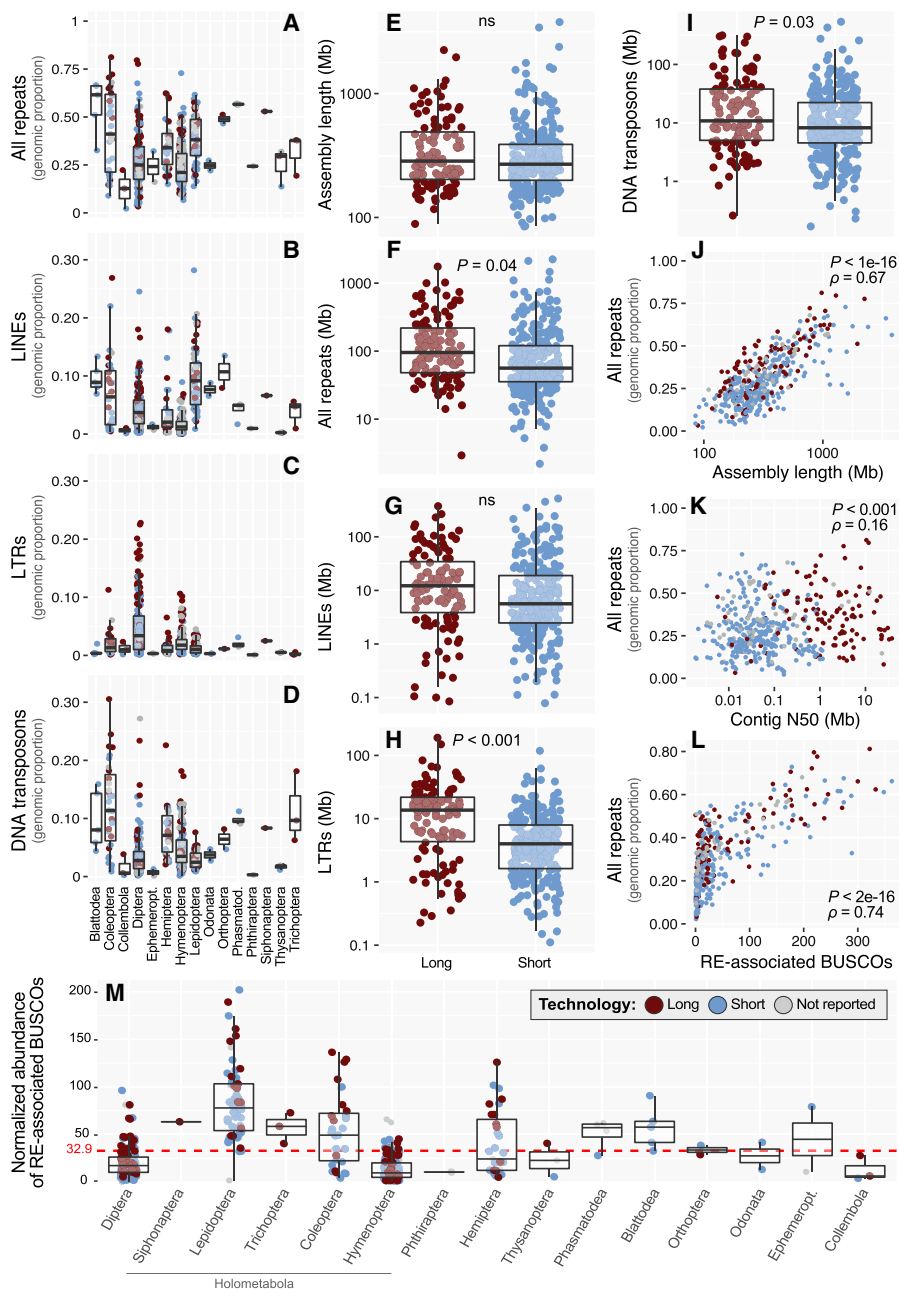 A
All repeats
(genomic proportion)
1
0.75
0.50
0.25
0
B
LINEs
(genomic proportion)
0.30
0.20
0.10
0
C
LTRs
(genomic proportion)
0.30
0.20
0.10
0
D
DNA transposons
(genomic proportion)
0.30
0.20
0.10
0
Blattodea
Coleoptera
Collembola
Diptera
Ephemeropt.
Hemiptera
Hymenoptera
Lepidoptera
Odonata
Orthoptera
Phasmatod.
Phthiraptera
Siphonaptera
Thysanoptera
Trichoptera
E
ns
Assembly length (Mb)
1000
100
F
P = 0.04
All repeats (Mb)
1000
100
10
G
ns
LINEs (Mb)
100
10
1
0.1
H
P < 0.001
LTRs (Mb)
100
10
1
0.1
Long
Short
I
P = 0.03
DNA transposons (Mb)
100
10
1
J
P < 1e-16
ρ = 0.67
All repeats
(genomic proportion)
1.00
0.75
0.50
0.25
0.00
100
1000
Assembly length (Mb)
K
P < 0.001
ρ = 0.16
All repeats
(genomic proportion)
1.00
0.75
0.50
0.25
0.00
0.01
0.1
1
10
Contig N50 (Mb)
L
P < 2e-16
ρ = 0.74
All repeats
(genomic proportion)
0.80
0.60
0.40
0.20
0.00
0
100
200
300
RE-associated BUSCOs
M
Normalized abundance
of RE-associated BUSCOs
200
150
100
50
32.9
0
Technology:
Long
Short
Not reported
Diptera
Siphonaptera
Lepidoptera
Trichoptera
Coleoptera
Hymenoptera
Phthiraptera
Hemiptera
Thysanoptera
Phasmatodea
Blattodea
Orthoptera
Odonata
Ephemeropt.
Collembola
Holometabola